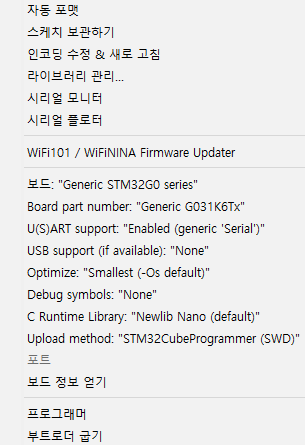 자동 포맷
스케치 보관하기
인코딩 수정 & 새로 고침
라이브러리 관리...
시리얼 모니터
시리얼 플로터
WiFi101 / WiFiNINA Firmware Updater
보드: "Generic STM32G0 series"
Board part number: "Generic G031K6Tx"
U(S)ART support: "Enabled (generic 'Serial')"
USB support (if available): "None"
Optimize: "Smallest (-Os default)"
Debug symbols: "None"
C Runtime Library: "Newlib Nano (default)"
Upload method: "STM32CubeProgrammer (SWD)"
포트
보드 정보 얻기
프로그래머
부트로더 굽기